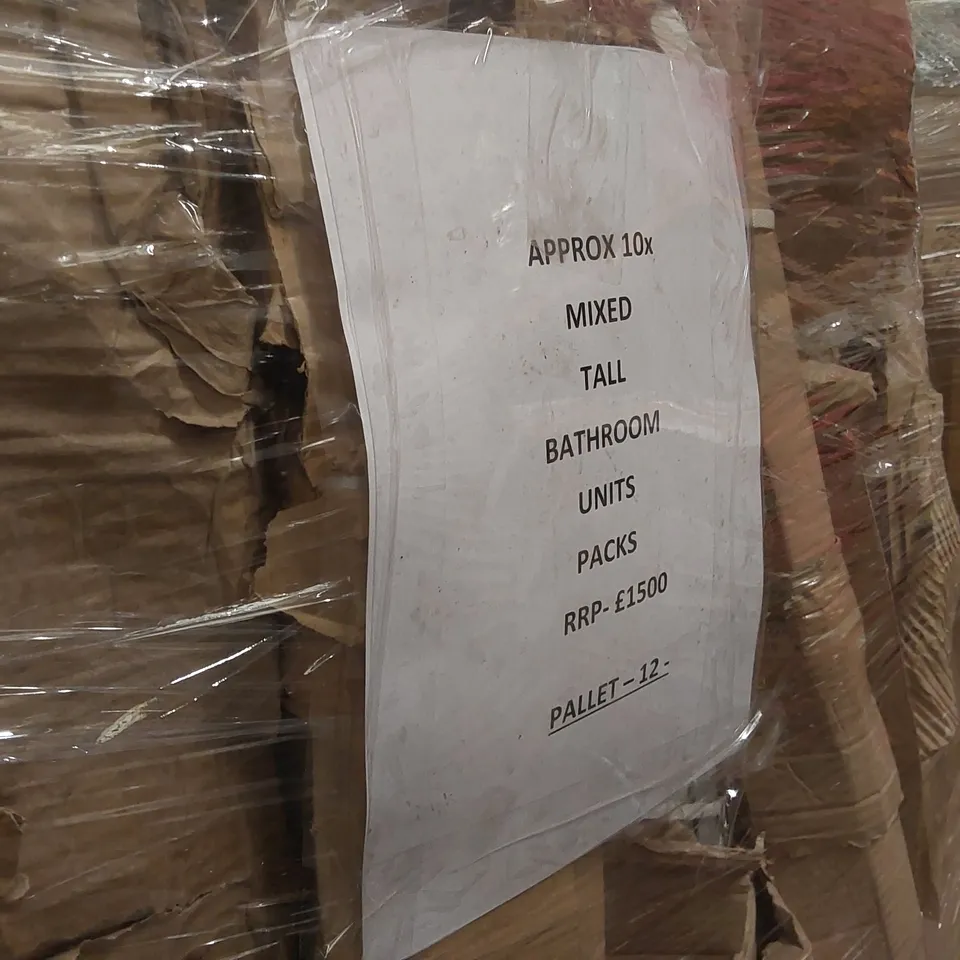 APPROX 10x
MIXED
TALL
BATHROOM
UNITS
PACKS
RRP- £1500
PALLET – 12 -